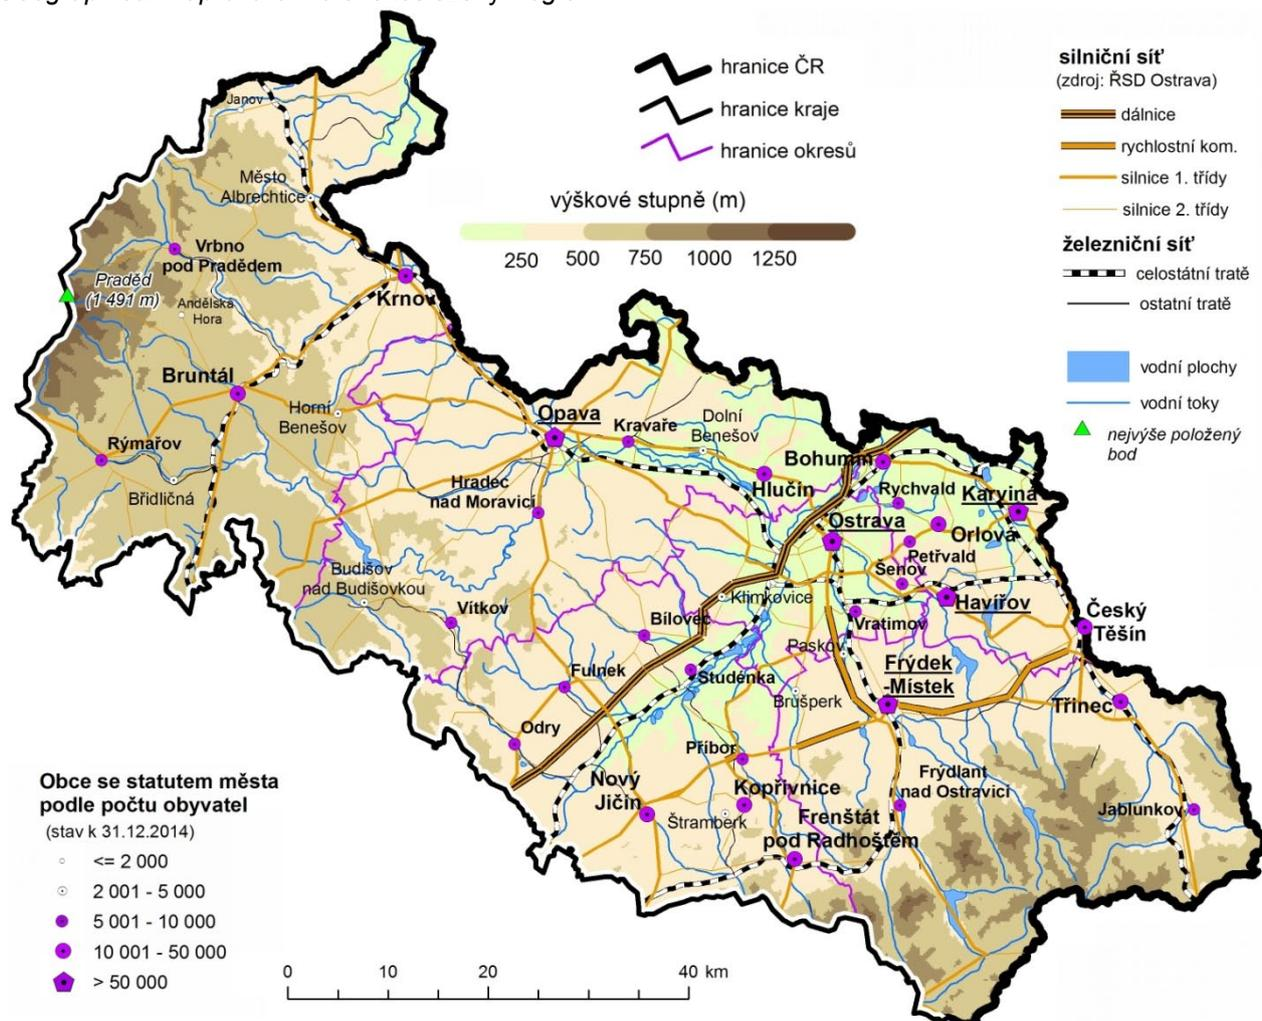 hranice ČR
hranice kraje
hranice okresů
výškové stupně (m)
250 500 750 1000 1250
silniční síť
(zdroj: ŘSD Ostrava)
dálnice
rychlostní kom.
silnice 1. třídy
silnice 2. třídy
železniční síť
celostátní tratě
ostatní tratě
vodní plochy
vodní toky
nejvýše položený
bod
Janov
Město
Albrechtice
Vrbno
pod Pradědem
Praděd
(1 491 m)
Andělská
Hora
Krnov
Bruntál
Horní
Benešov
Rýmařov
Břidličná
Opava
Kravaře
Dolní
Benešov
Hradec
nad Moravicí
Hlučín
Bohumín
Rychvald
Karviná
Ostrava
Orlová
Petřvald
Šenov
Havířov
Český
Těšín
Budišov
nad Budišovkou
Vítkov
Klimkovice
Bílovec
Vratimov
Paskov
Frýdek
-Místek
Studénka
Fulnek
Brušperk
Třinec
Odry
Příbor
Nový
Jičín
Kopřivnice
Frýdlant
nad Ostravicí
Štramberk
Frenštát
pod Radhoštěm
Jablunkov
Obce se statutem města
podle počtu obyvatel
(stav k 31.12.2014)
<= 2 000
2 001 - 5 000
5 001 - 10 000
10 001 - 50 000
> 50 000
0 10 20 40 km